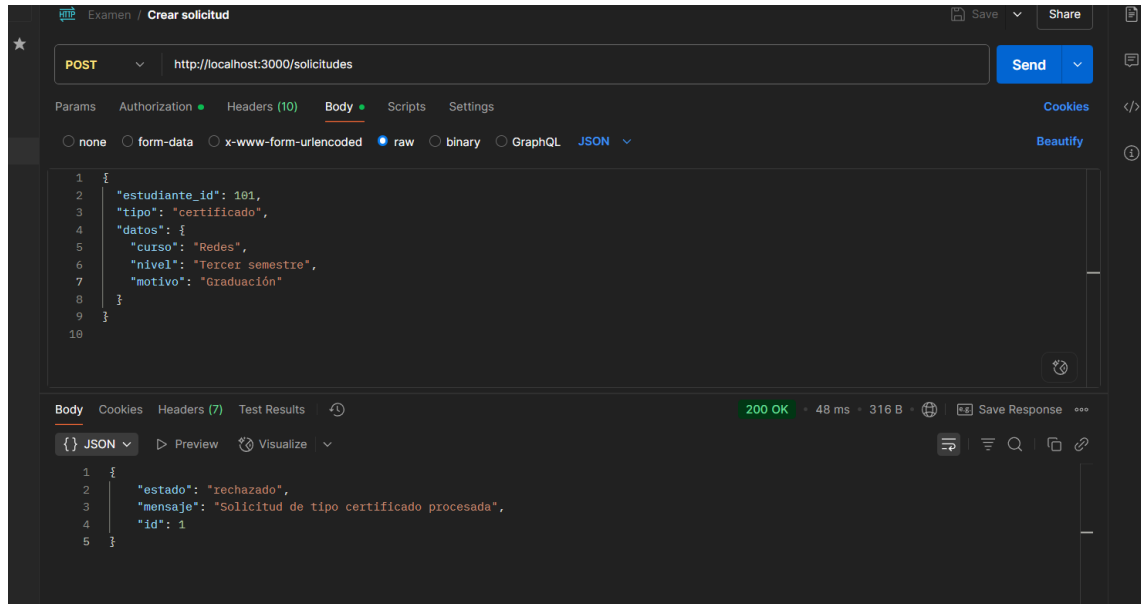 HTTP Examen / Crear solicitud Save Share
POST http://localhost:3000/solicitudes Send
Params Authorization Headers (10) Body Scripts Settings Cookies
none form-data x-www-form-urlencoded raw binary GraphQL JSON Beautify
1 {
2 "estudiante_id": 101,
3 "tipo": "certificado",
4 "datos": {
5 "curso": "Redes",
6 "nivel": "Tercer semestre",
7 "motivo": "Graduación"
8 }
9 }
10
Body Cookies Headers (7) Test Results 200 OK 48 ms 316 B e.g. Save Response
{} JSON Preview Visualize
1 {
2 "estado": "rechazado",
3 "mensaje": "Solicitud de tipo certificado procesada",
4 "id": 1
5 }